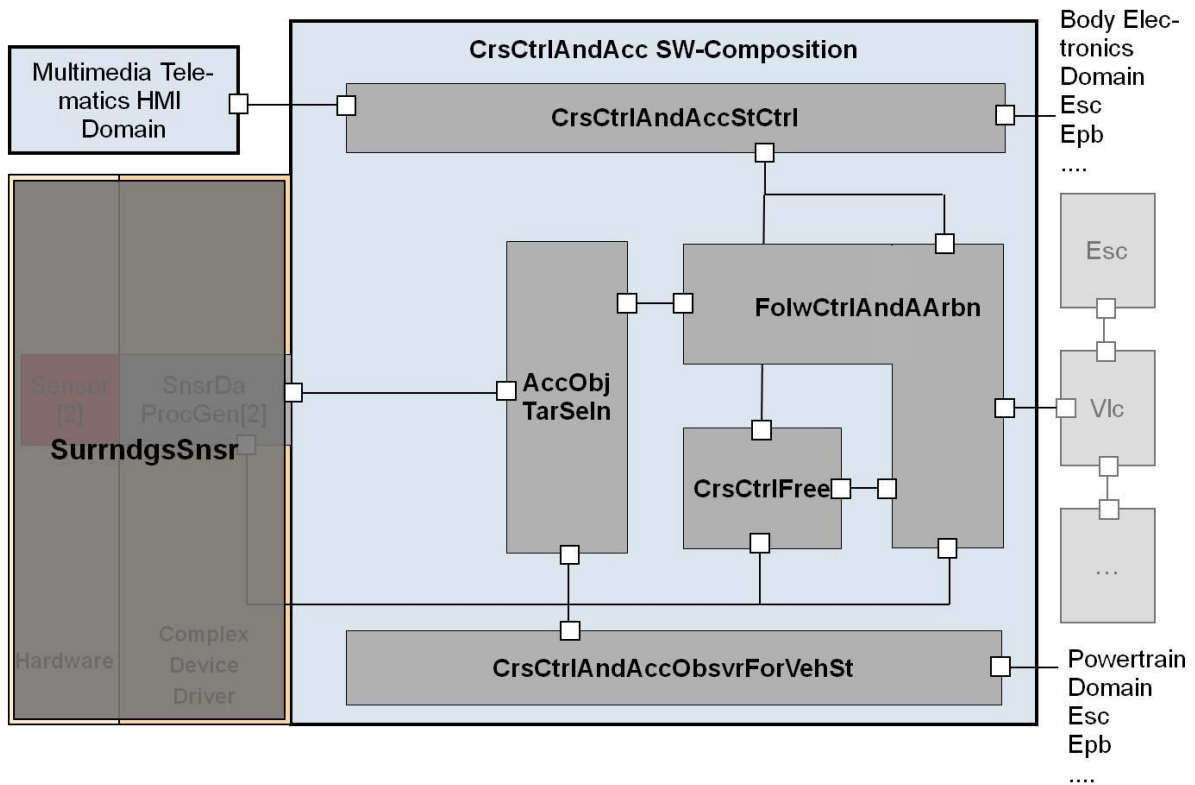 CrsCtrlAndAcc SW-Composition
Multimedia Tele-
matics HMI
Domain
CrsCtrlAndAccStCtrl
Body Elec-
tronics
Domain
Esc
Epb
....
Esc
FolwCtrlAndAArbn
AccObj
TarSeln
Sensor
[2]
SnsrDa
ProcGen[2]
SurrndgsSnsr
Vlc
CrsCtrlFree
...
Hardware
Complex
Device
Driver
CrsCtrlAndAccObsvrForVehSt
Powertrain
Domain
Esc
Epb
....